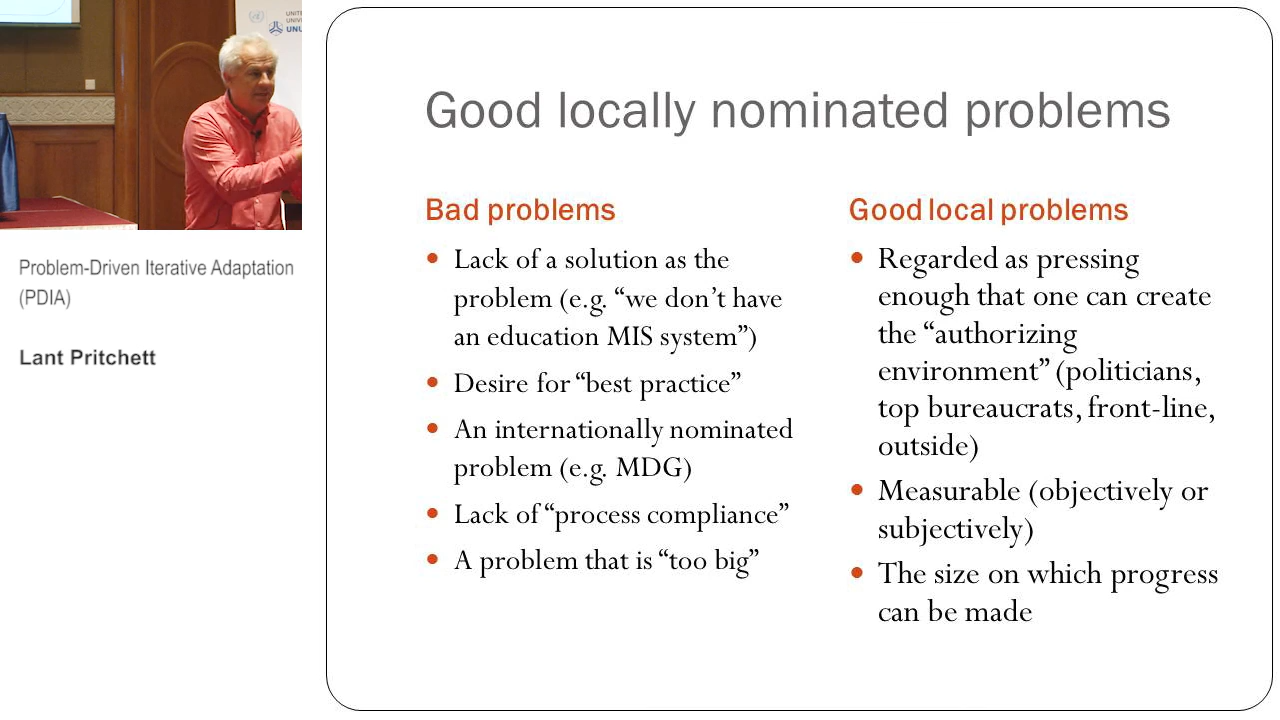 UNU
Problem-Driven Iterative Adaptation
(PDIA)
Lant Pritchett
Good locally nominated problems
Bad problems
• Lack of a solution as the
problem (e.g. “we don’t have
an education MIS system”)
• Desire for “best practice”
• An internationally nominated
problem (e.g. MDG)
• Lack of “process compliance”
• A problem that is “too big”
Good local problems
• Regarded as pressing
enough that one can create
the “authorizing
environment” (politicians,
top bureaucrats, front-line,
outside)
• Measurable (objectively or
subjectively)
• The size on which progress
can be made